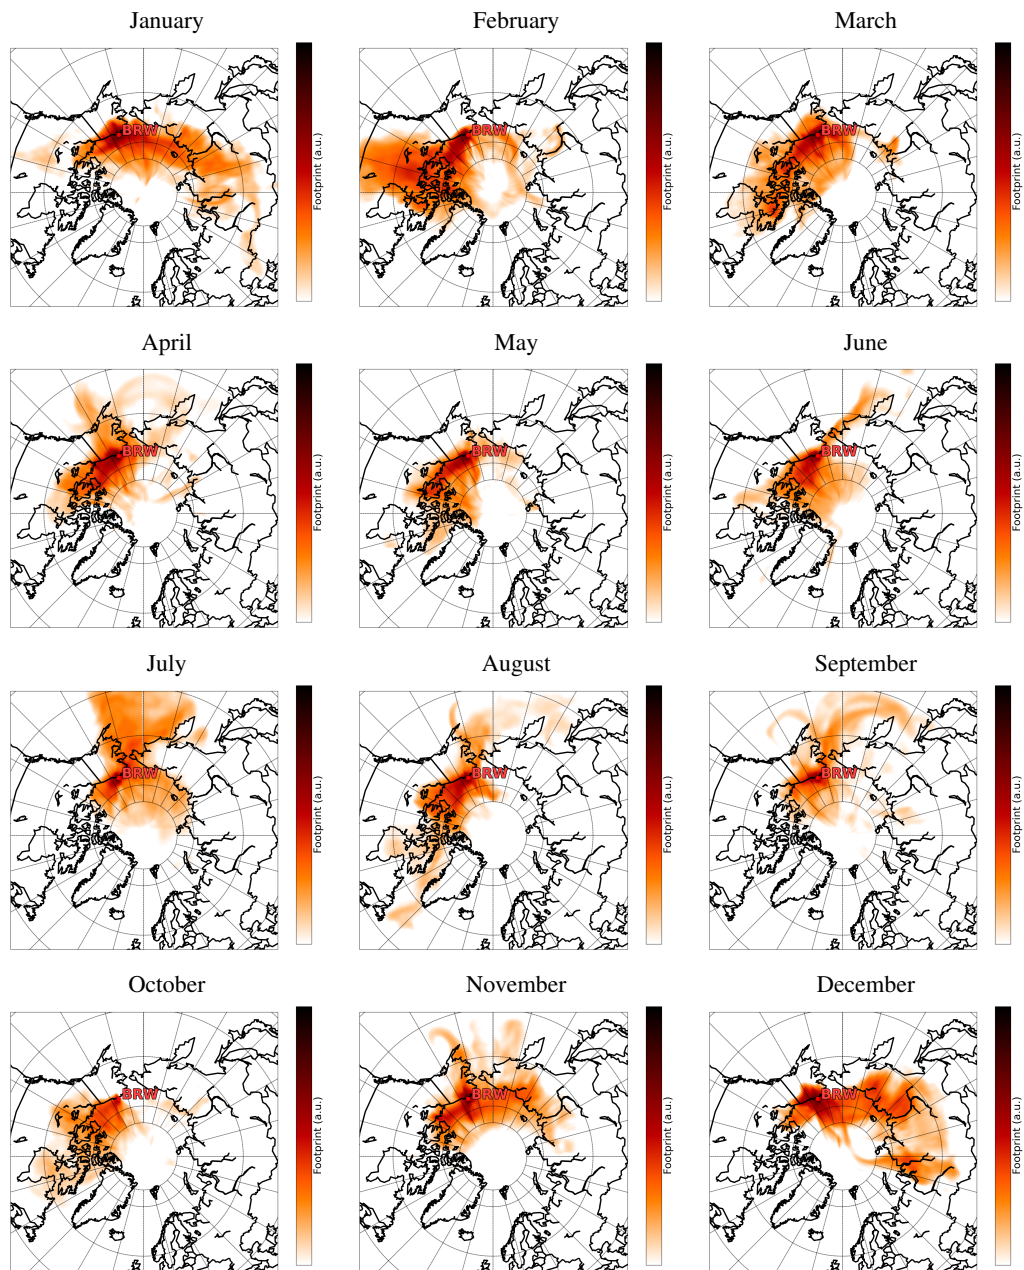 January
February
March
BRW
Footprint (a.u.)
BRW
Footprint (a.u.)
BRW
Footprint (a.u.)
April
May
June
BRW
Footprint (a.u.)
BRW
Footprint (a.u.)
BRW
Footprint (a.u.)
July
August
September
BRW
Footprint (a.u.)
BRW
Footprint (a.u.)
BRW
Footprint (a.u.)
October
November
December
BRW
Footprint (a.u.)
BRW
Footprint (a.u.)
BRW
Footprint (a.u.)